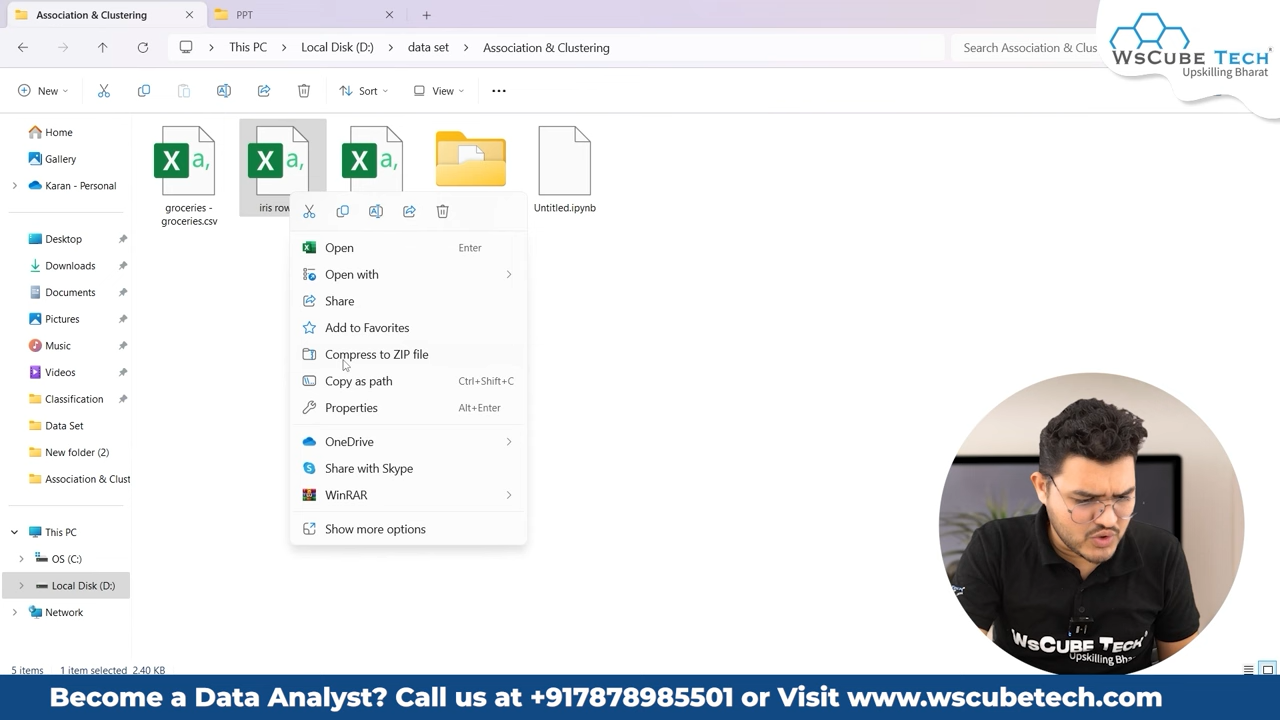 Association & Clustering
PPT
This PC > Local Disk (D:) > data set > Association & Clustering
Search Association & Clus
WsCube Tech
Upskilling Bharat
New
Sort
View
Home
Gallery
Karan - Personal
Desktop
Downloads
Documents
Pictures
Music
Videos
Classification
Data Set
New folder (2)
Association & Clust
This PC
OS (C:)
Local Disk (D:)
Network
groceries -
groceries.csv
iris row
Untitled.ipynb
Open Enter
Open with
Share
Add to Favorites
Compress to ZIP file
Copy as path Ctrl+Shift+C
Properties Alt+Enter
OneDrive
Share with Skype
WinRAR
Show more options
WsCube Tech
Upskilling Bha
5 items 1 item selected 2.40 KB
Become a Data Analyst? Call us at +917878985501 or Visit www.wscubetech.com